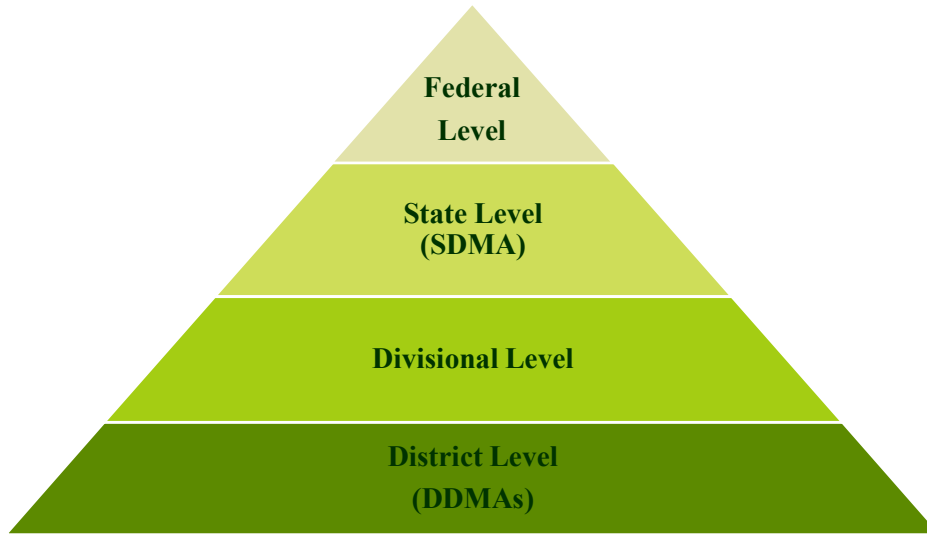 Federal
Level
State Level
(SDMA)
Divisional Level
District Level
(DDMAs)